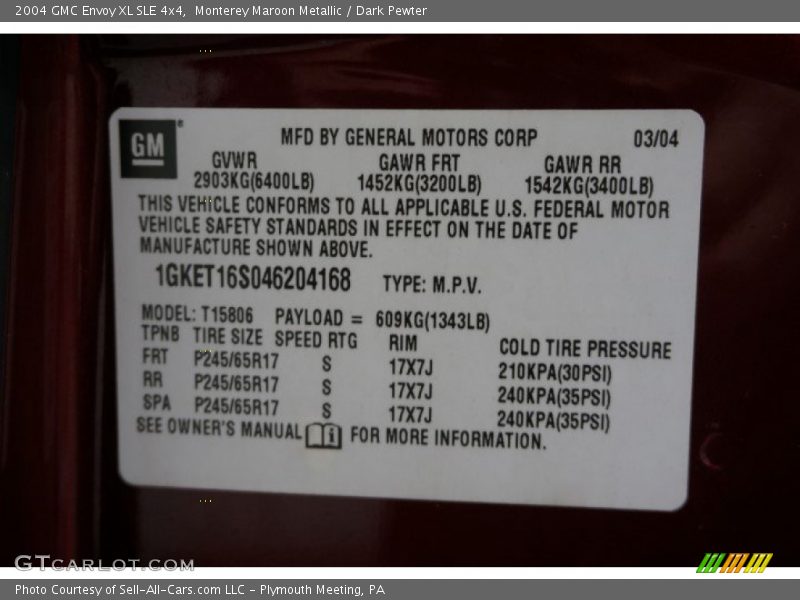 2004 GMC Envoy XL SLE 4x4,  Monterey Maroon Metallic / Dark Pewter
GM
MFD BY GENERAL MOTORS CORP 03/04
GVWR GAWR FRT GAWR RR
2903KG(6400LB) 1452KG(3200LB) 1542KG(3400LB)
THIS VEHICLE CONFORMS TO ALL APPLICABLE U.S. FEDERAL MOTOR
VEHICLE SAFETY STANDARDS IN EFFECT ON THE DATE OF
MANUFACTURE SHOWN ABOVE.
1GKET16S046204168 TYPE: M.P.V.
MODEL: T15806 PAYLOAD = 609KG(1343LB)
TPNB TIRE SIZE SPEED RTG RIM COLD TIRE PRESSURE
FRT P245/65R17 S 17X7J 210KPA(30PSI)
RR P245/65R17 S 17X7J 240KPA(35PSI)
SPA P245/65R17 S 17X7J 240KPA(35PSI)
SEE OWNER'S MANUAL FOR MORE INFORMATION.
GTCARLOT.COM
Photo Courtesy of Sell-All-Cars.com LLC - Plymouth Meeting, PA